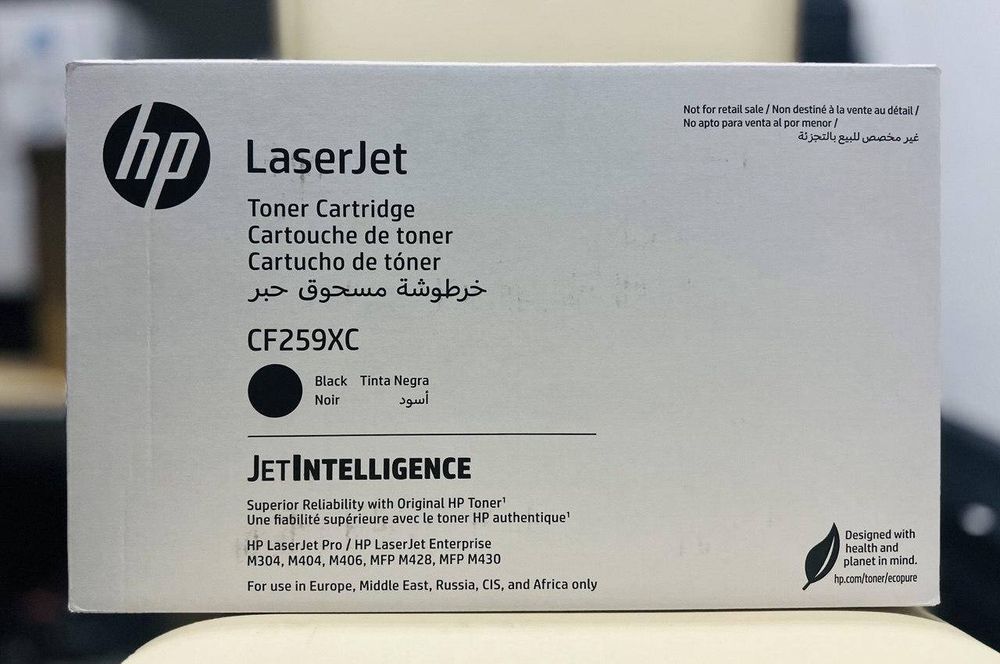 hp
LaserJet
Not for retail sale / Non destiné à la vente au détail /
No apto para venta al por menor /
غير مخصص للبيع بالتجزئة
Toner Cartridge
Cartouche de toner
Cartucho de tóner
خرطوشة مسحوق حبر
CF259XC
Black Tinta Negra
Noir أسود
JETINTELLIGENCE
Superior Reliability with Original HP Toner¹
Une fiabilité supérieure avec le toner HP authentique¹
HP LaserJet Pro / HP LaserJet Enterprise
M304, M404, M406, MFP M428, MFP M430
For use in Europe, Middle East, Russia, CIS, and Africa only
Designed with
health and
planet in mind.
hp.com/toner/ecopure